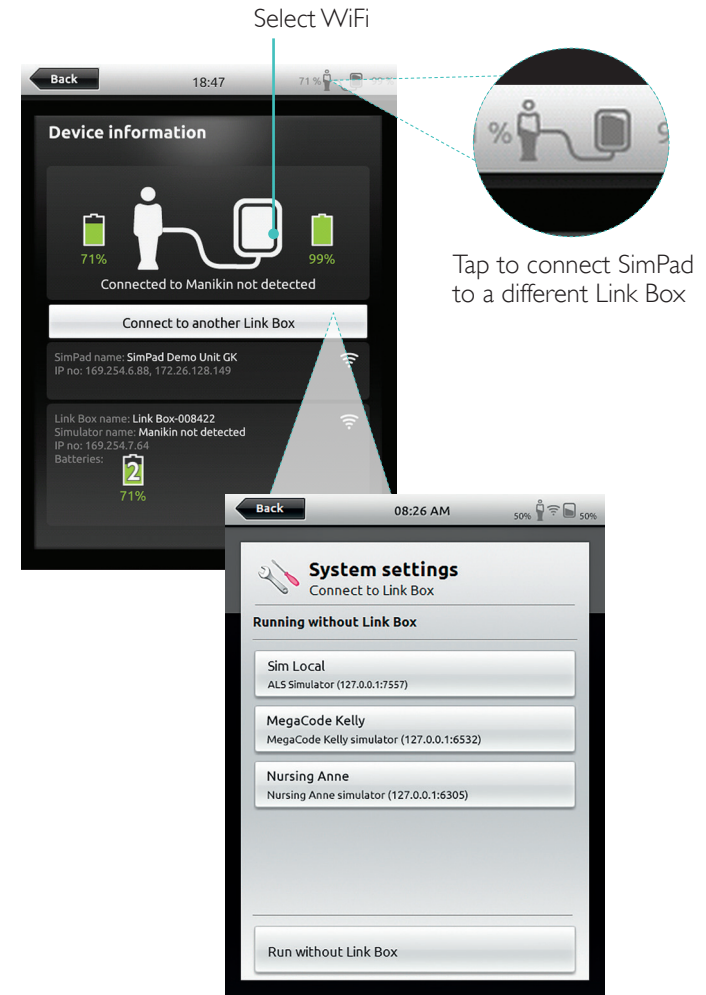 Select WiFi
Back
18:47
71 %
99 %
Device information
71%
99%
Connected to Manikin not detected
Connect to another Link Box
SimPad name: SimPad Demo Unit GK
IP no: 169.254.6.88, 172.26.128.149
Link Box name: Link Box-008422
Simulator name: Manikin not detected
IP no: 169.254.7.64
Batteries:
2
71%
%
9
Tap to connect SimPad
to a different Link Box
Back
08:26 AM
50%
50%
System settings
Connect to Link Box
Running without Link Box
Sim Local
ALS Simulator (127.0.0.1:7557)
MegaCode Kelly
MegaCode Kelly simulator (127.0.0.1:6532)
Nursing Anne
Nursing Anne simulator (127.0.0.1:6305)
Run without Link Box